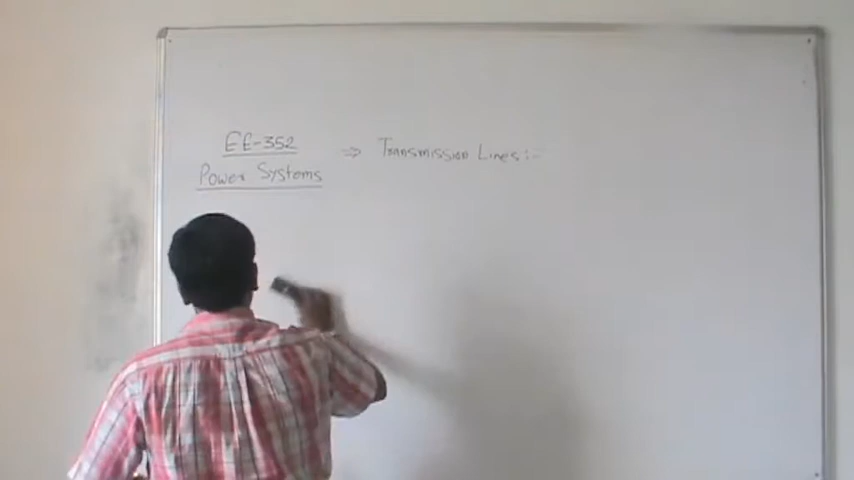 EE-352
Power Systems
⇒ Transmission Lines :-